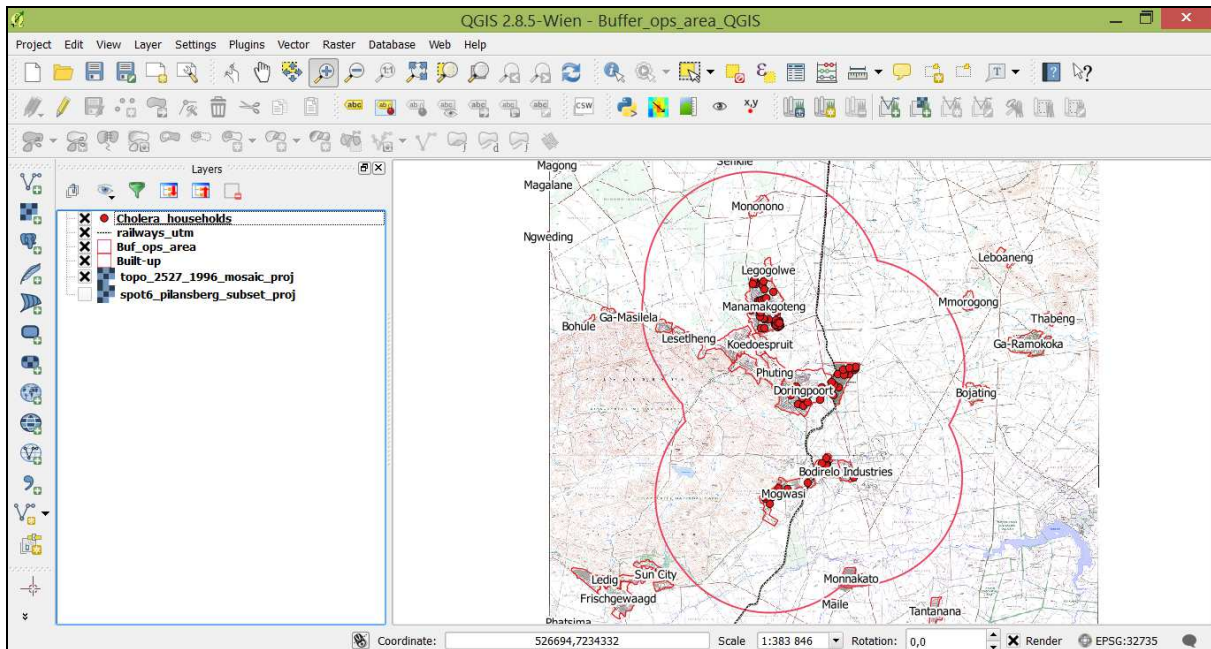 QGIS 2.8.5-Wien - Buffer_ops_area_QGIS
Project Edit View Layer Settings Plugins Vector Raster Database Web Help
abc
CSW
x,y
Layers
Cholera_households
railways_utm
Buf_ops_area
Built-up
topo_2527_1996_mosaic_proj
spot6_pilansberg_subset_proj
Magong
Magalane
Mononono
Ngweding
Legogolwe
Leboaneng
Manamakgoteng
Mmorogong
Ga-Masilela
Thabeng
Bohule
Lesetlheng
Koedoespruit
Ga-Ramokoka
Phuting
Doringpoort
Bojating
Bodirelo Industries
Mogwasi
Ledig
Sun City
Monnakato
Frischgewaagd
Maile
Tantanana
Coordinate: 526694,7234332 Scale 1:383 846 Rotation: 0,0 Render EPSG:32735